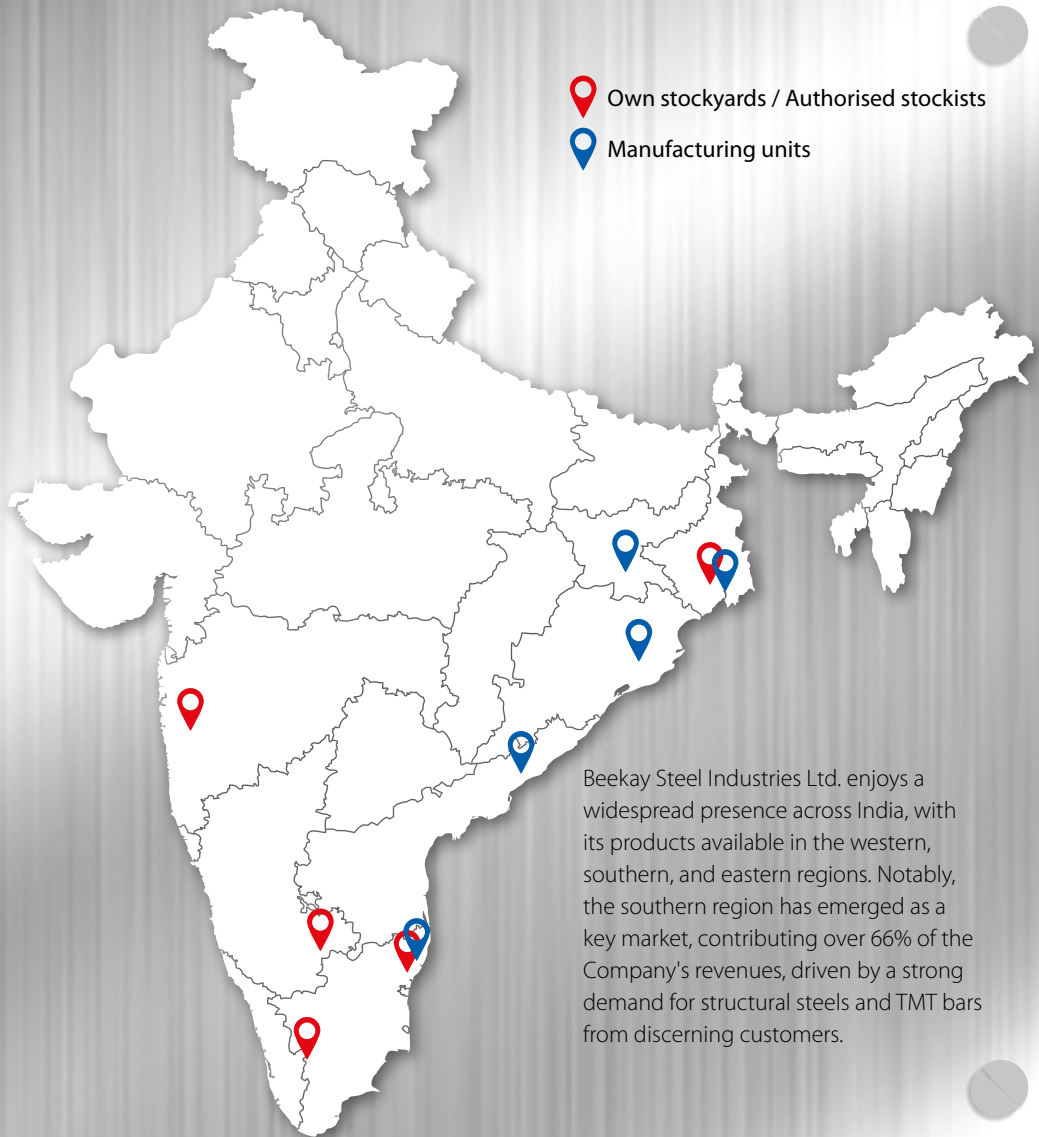 Own stockyards / Authorised stockists
Manufacturing units
Beekay Steel Industries Ltd. enjoys a
widespread presence across India, with
its products available in the western,
southern, and eastern regions. Notably,
the southern region has emerged as a
key market, contributing over 66% of the
Company's revenues, driven by a strong
demand for structural steels and TMT bars
from discerning customers.